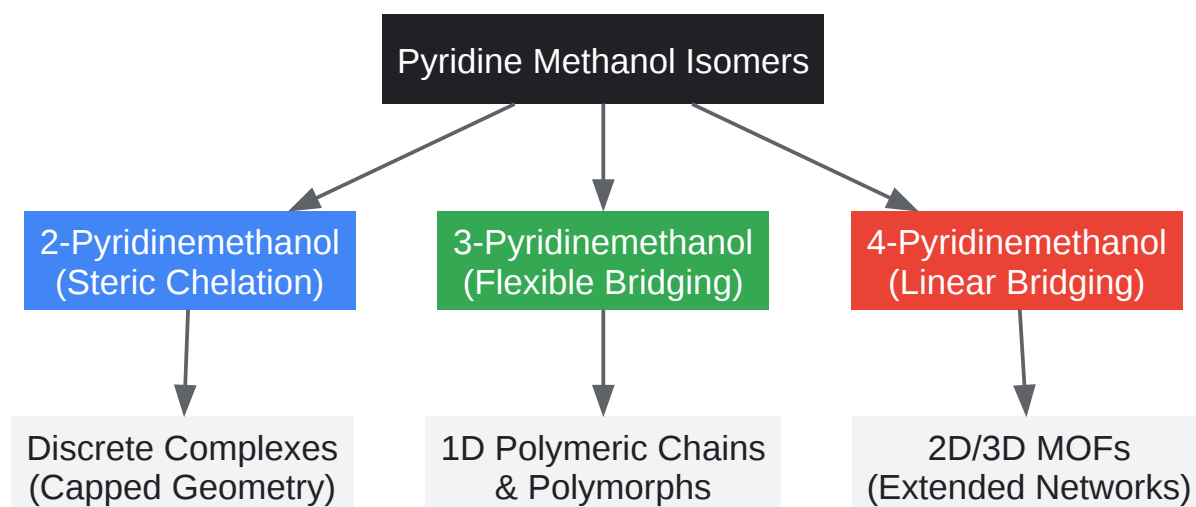 Pyridine Methanol Isomers
2-Pyridinemethanol
(Steric Chelation)
3-Pyridinemethanol
(Flexible Bridging)
4-Pyridinemethanol
(Linear Bridging)
Discrete Complexes
(Capped Geometry)
1D Polymeric Chains
& Polymorphs
2D/3D MOFs
(Extended Networks)